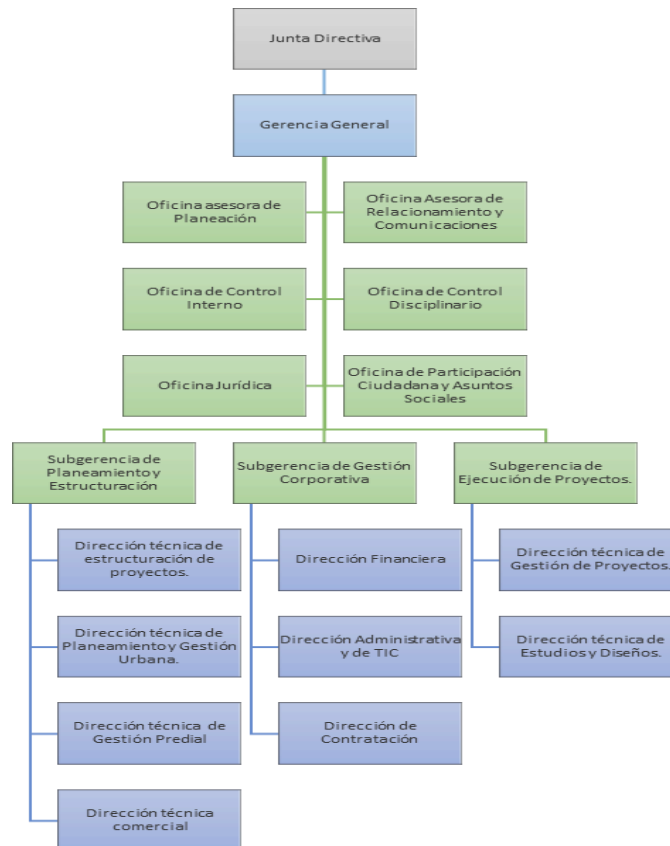 Junta Directiva
Gerencia General
Oficina asesora de
Planeación
Oficina Asesora de
Relacionamiento y
Comunicaciones
Oficina de Control
Interno
Oficina de Control
Disciplinario
Oficina Jurídica
Oficina de Participación
Ciudadana y Asuntos
Sociales
Subgerencia de
Planeamiento y
Estructuración
Subgerencia de Gestión
Corporativa
Subgerencia de
Ejecución de Proyectos.
Dirección técnica de
estructuración de
proyectos.
Dirección técnica de
Planeamiento y Gestión
Urbana.
Dirección técnica de
Gestión Predial
Dirección técnica
comercial
Dirección Financiera
Dirección Administrativa
y de TIC
Dirección de
Contratación
Dirección técnica de
Gestión de Proyectos.
Dirección técnica de
Estudios y Diseños.